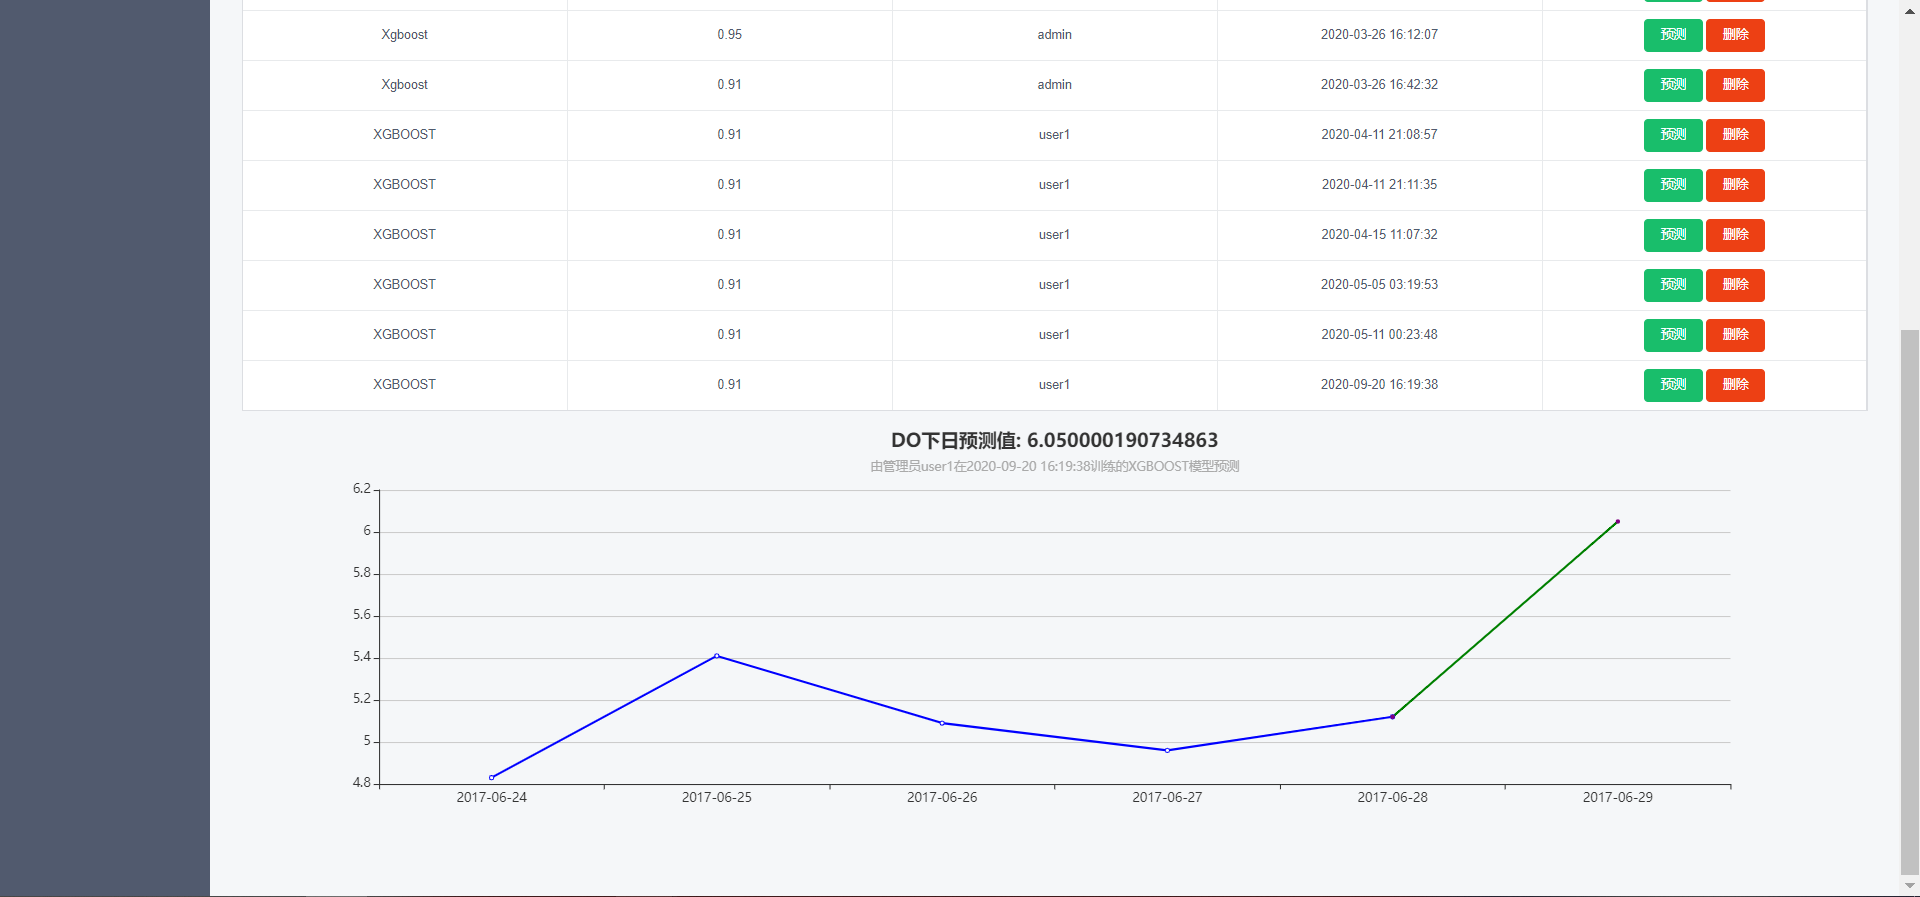 Xgboost 0.95 admin 2020-03-26 16:12:07 预测 删除
Xgboost 0.91 admin 2020-03-26 16:42:32 预测 删除
XGBOOST 0.91 user1 2020-04-11 21:08:57 预测 删除
XGBOOST 0.91 user1 2020-04-11 21:11:35 预测 删除
XGBOOST 0.91 user1 2020-04-15 11:07:32 预测 删除
XGBOOST 0.91 user1 2020-05-05 03:19:53 预测 删除
XGBOOST 0.91 user1 2020-05-11 00:23:48 预测 删除
XGBOOST 0.91 user1 2020-09-20 16:19:38 预测 删除
DO下日预测值: 6.050000190734863
由管理员user1在2020-09-20 16:19:38训练的XGBOOST模型预测
6.2
6
5.8
5.6
5.4
5.2
5
4.8
2017-06-24 2017-06-25 2017-06-26 2017-06-27 2017-06-28 2017-06-29